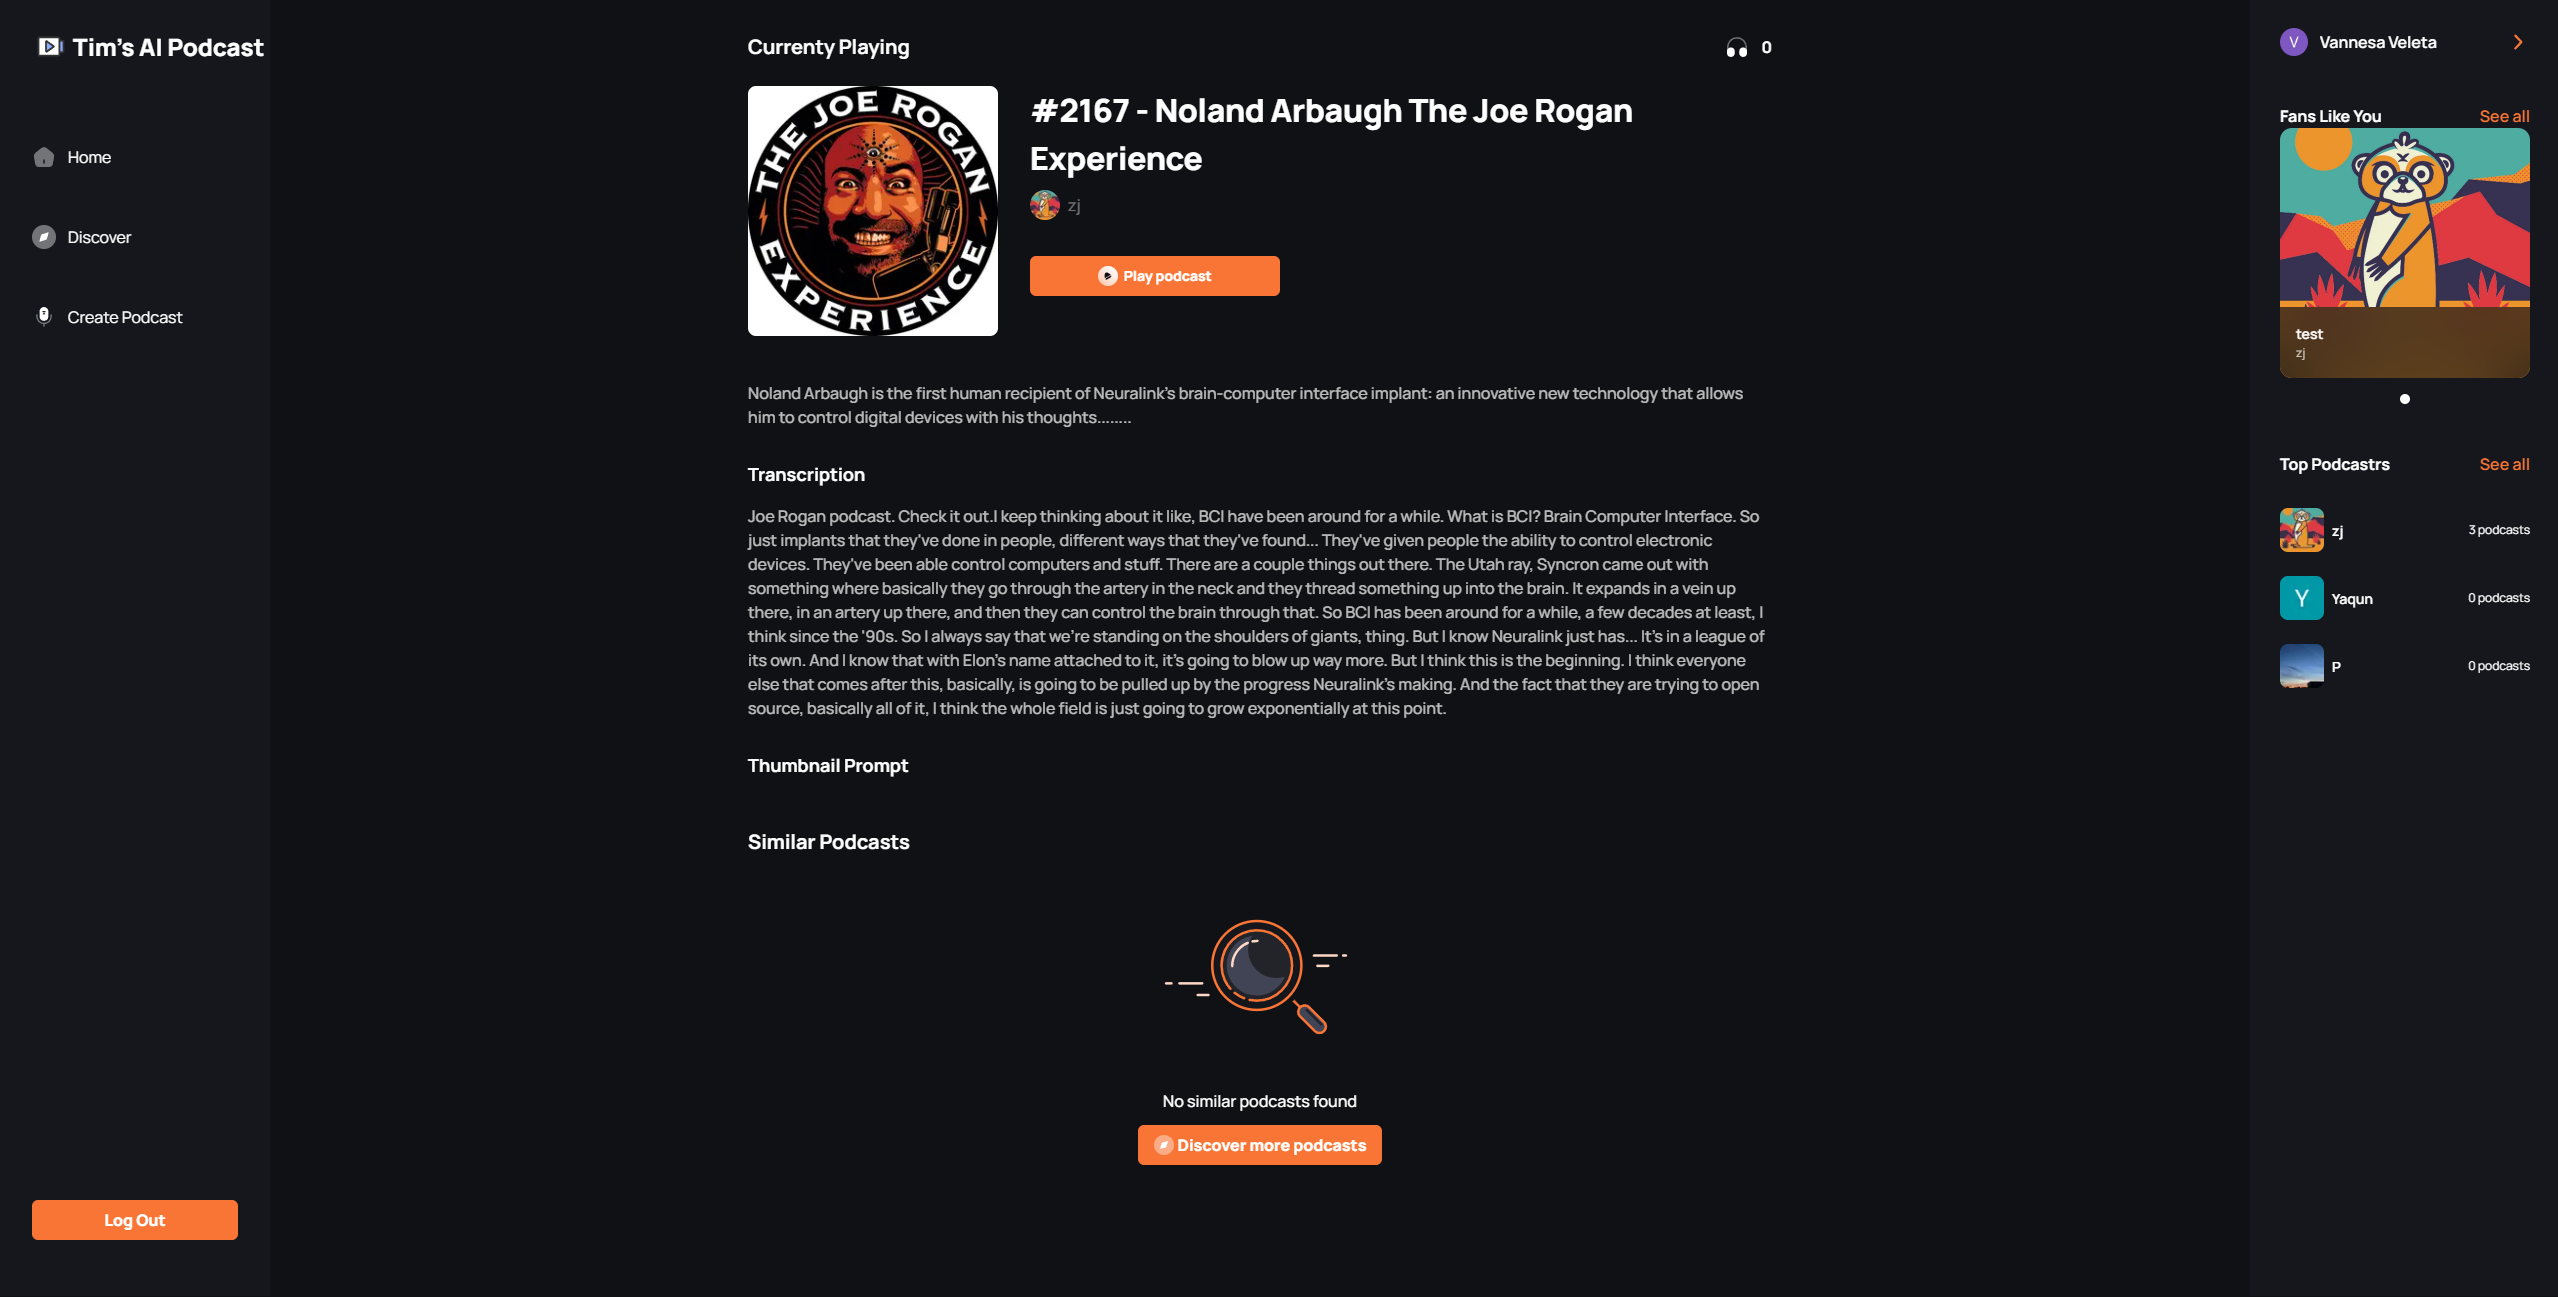 Tim's AI Podcast
Home
Discover
Create Podcast
Log Out
Currenty Playing
0
THE JOE ROGAN
EXPERIENCE
#2167 - Noland Arbaugh The Joe Rogan
Experience
zj
Play podcast
Noland Arbaugh is the first human recipient of Neuralink's brain-computer interface implant: an innovative new technology that allows
him to control digital devices with his thoughts........
Transcription
Joe Rogan podcast. Check it out.I keep thinking about it like, BCI have been around for a while. What is BCI? Brain Computer Interface. So
just implants that they've done in people, different ways that they've found... They've given people the ability to control electronic
devices. They've been able control computers and stuff. There are a couple things out there. The Utah ray, Syncron came out with
something where basically they go through the artery in the neck and they thread something up into the brain. It expands in a vein up
there, in an artery up there, and then they can control the brain through that. So BCI has been around for a while, a few decades at least, I
think since the '90s. So I always say that we're standing on the shoulders of giants, thing. But I know Neuralink just has... It's in a league of
its own. And I know that with Elon's name attached to it, it's going to blow up way more. But I think this is the beginning. I think everyone
else that comes after this, basically, is going to be pulled up by the progress Neuralink's making. And the fact that they are trying to open
source, basically all of it, I think the whole field is just going to grow exponentially at this point.
Thumbnail Prompt
Similar Podcasts
No similar podcasts found
Discover more podcasts
V
Vannesa Veleta
Fans Like You
See all
test
zj
Top Podcastrs
See all
zj
3 podcasts
Y
Yaqun
0 podcasts
P
0 podcasts